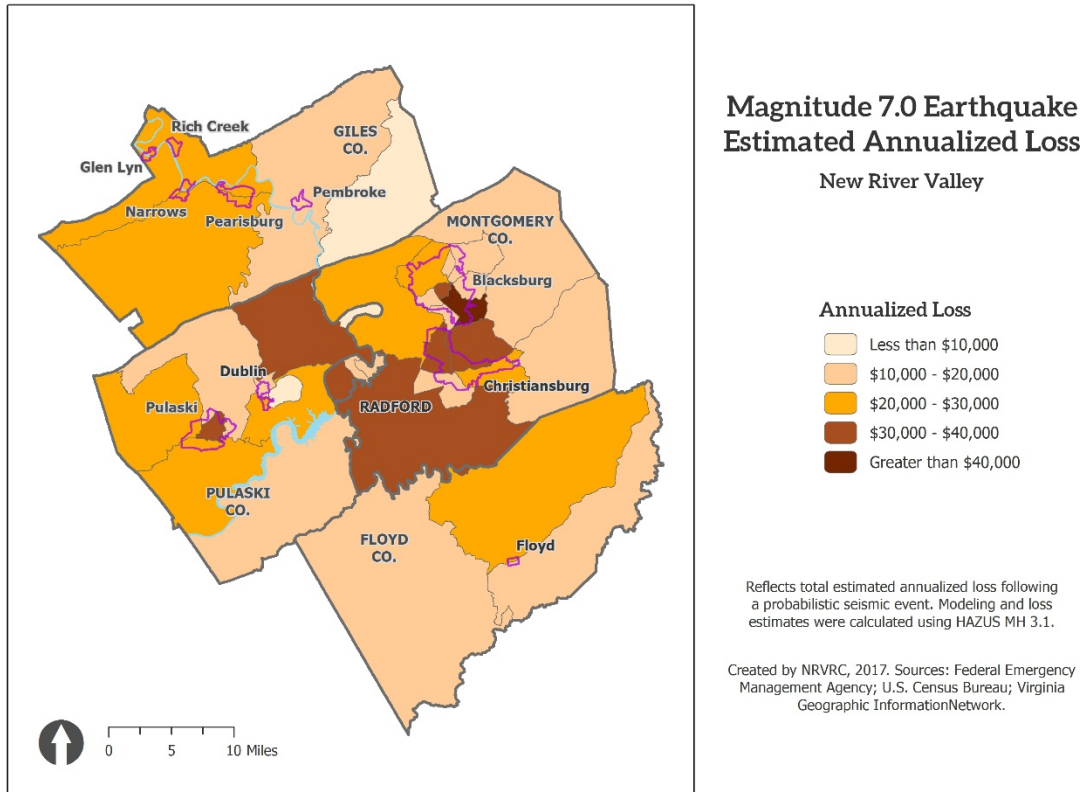 Magnitude 7.0 Earthquake
Estimated Annualized Loss
New River Valley
Rich Creek
Glen Lyn
GILES
CO.
Narrows
Pearisburg
Pembroke
MONTGOMERY
CO.
Blacksburg
Dublin
Pulaski
RADFORD
Christiansburg
PULASKI
CO.
FLOYD
CO.
Floyd
0 5 10 Miles
Annualized Loss
Less than $10,000
$10,000 - $20,000
$20,000 - $30,000
$30,000 - $40,000
Greater than $40,000
Reflects total estimated annualized loss following
a probabilistic seismic event. Modeling and loss
estimates were calculated using HAZUS MH 3.1.
Created by NRVRC, 2017. Sources: Federal Emergency
Management Agency; U.S. Census Bureau; Virginia
Geographic InformationNetwork.